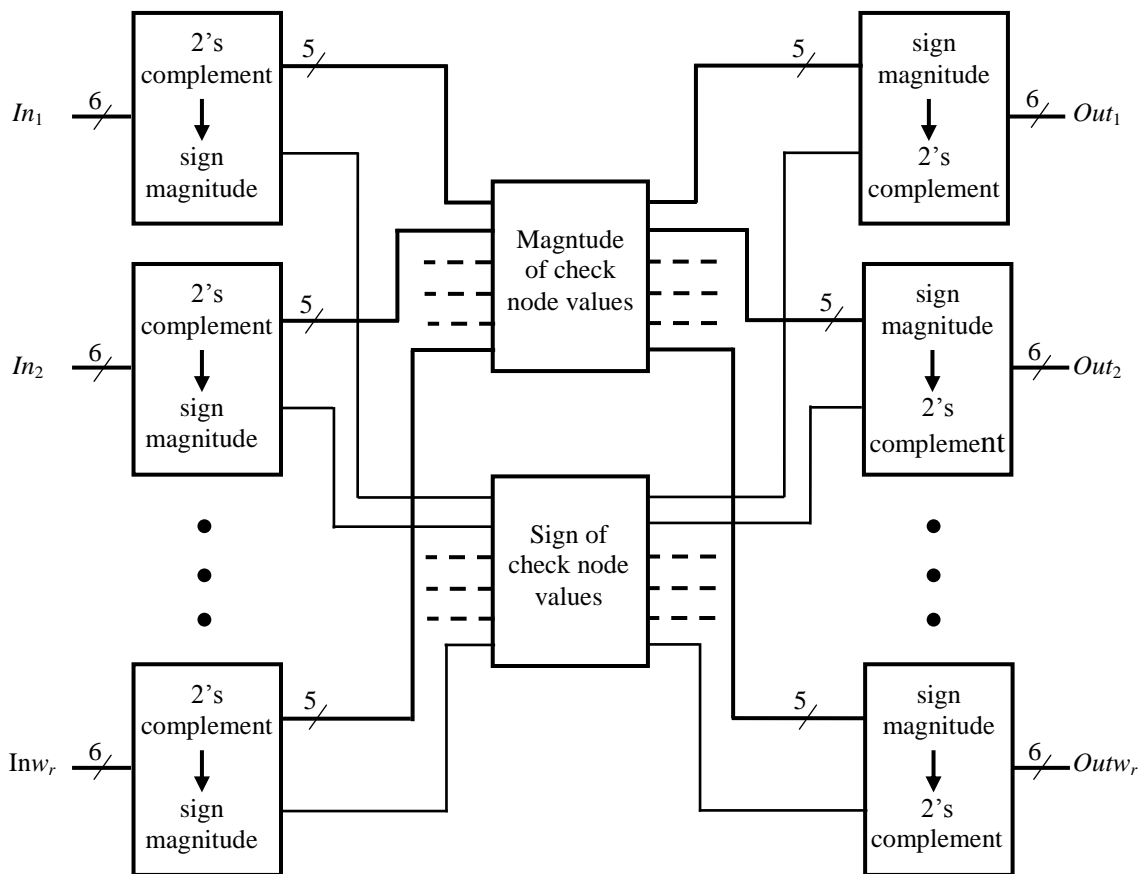 2's
complement
sign
magnitude
5
6
In1
5
sign
magnitude
2's
complement
6
Out1
Magntude
of check
node values
2's
complement
sign
magnitude
5
6
In2
5
sign
magnitude
2's
complement
6
Out2
Sign of
check node
values
2's
complement
sign
magnitude
5
6
Inwr
5
sign
magnitude
2's
complement
6
Outwr